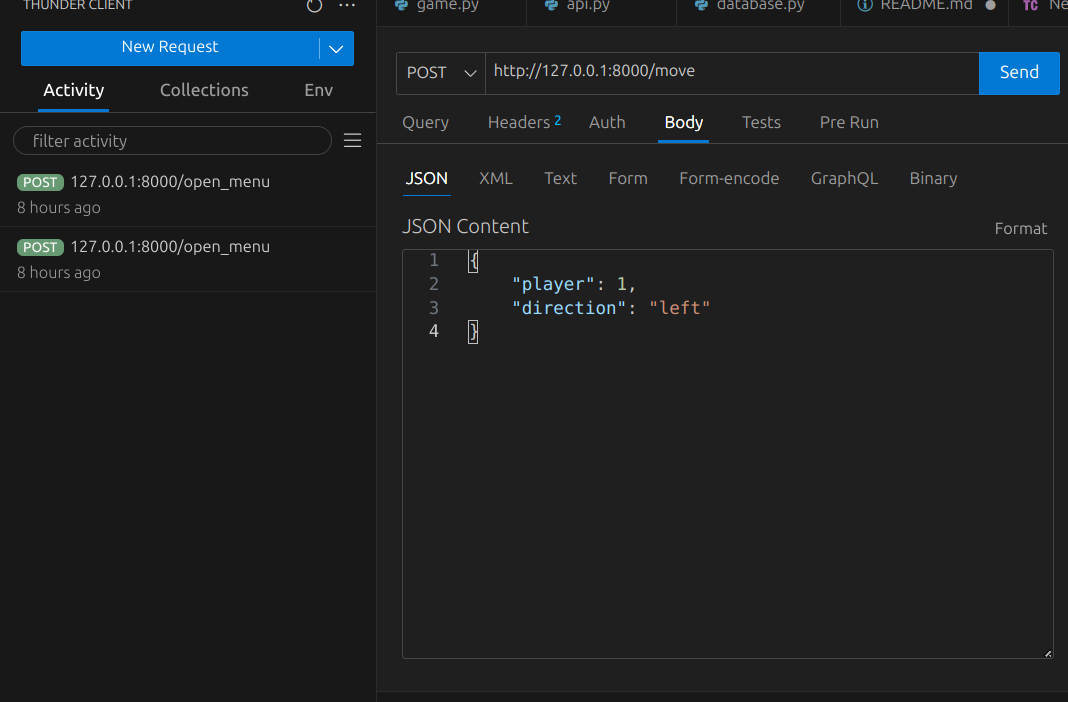 THUNDER CLIENT
New Request
Activity Collections Env
filter activity
POST 127.0.0.1:8000/open_menu
8 hours ago
POST 127.0.0.1:8000/open_menu
8 hours ago
game.py api.py database.py README.md TC Ne
POST http://127.0.0.1:8000/move Send
Query Headers 2 Auth Body Tests Pre Run
JSON XML Text Form Form-encode GraphQL Binary
JSON Content Format
1 {
2 "player": 1,
3 "direction": "left"
4 }